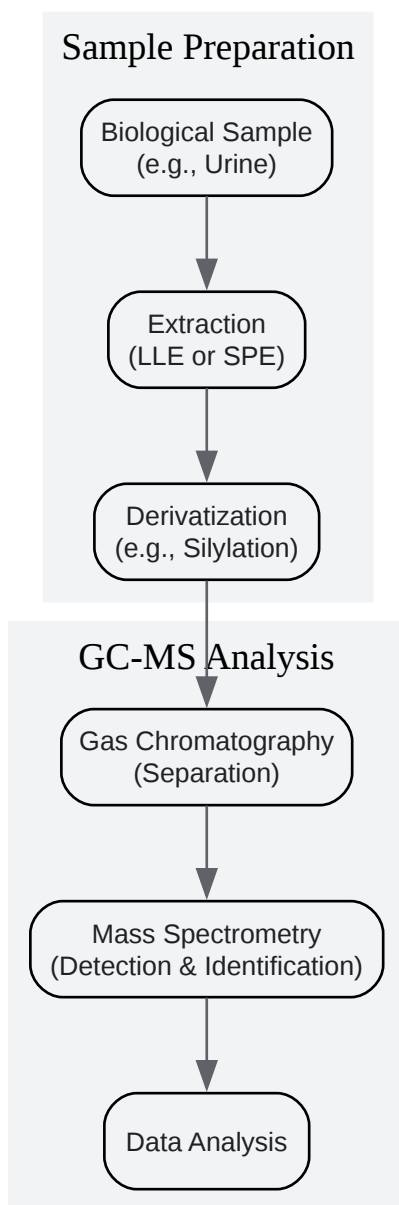 Sample Preparation
Biological Sample
(e.g., Urine)
Extraction
(LLE or SPE)
Derivatization
(e.g., Silylation)
GC-MS Analysis
Gas Chromatography
(Separation)
Mass Spectrometry
(Detection & Identification)
Data Analysis